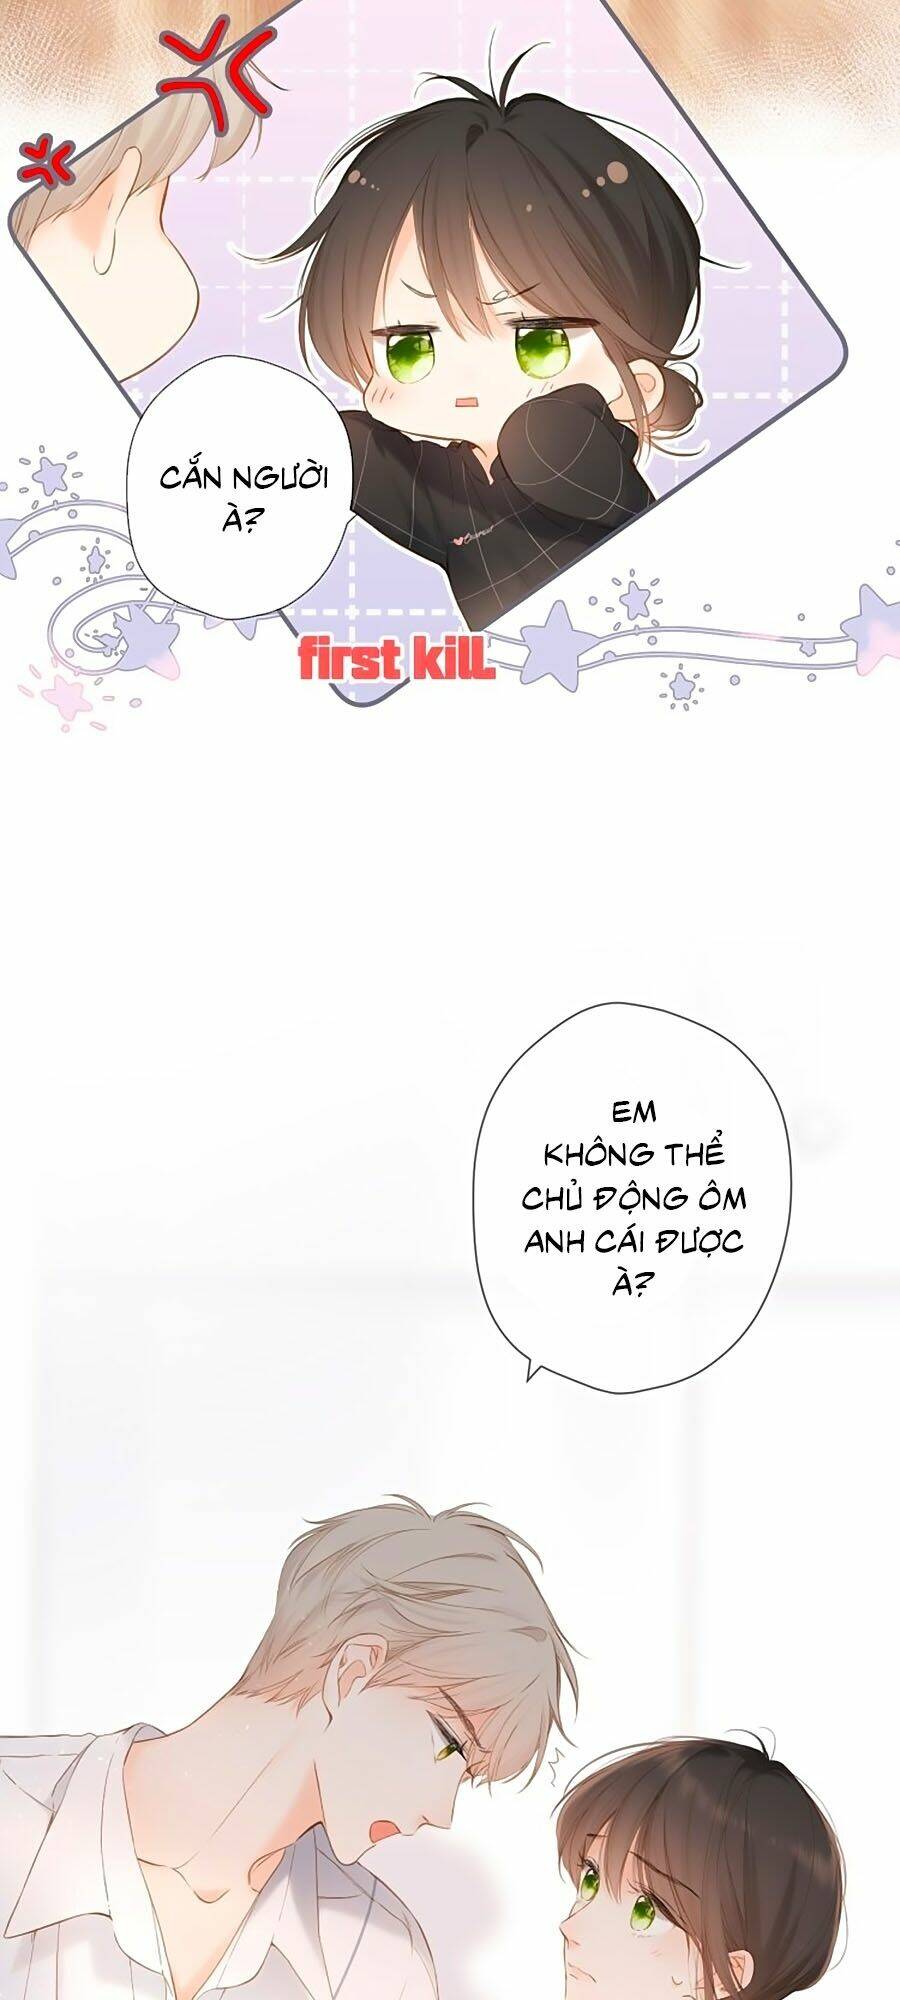 CẮN NGƯỜI
À?
first kill.
EM
KHÔNG THỂ
CHỦ ĐỘNG ÔM
ANH CÁI ĐƯỢC
À?